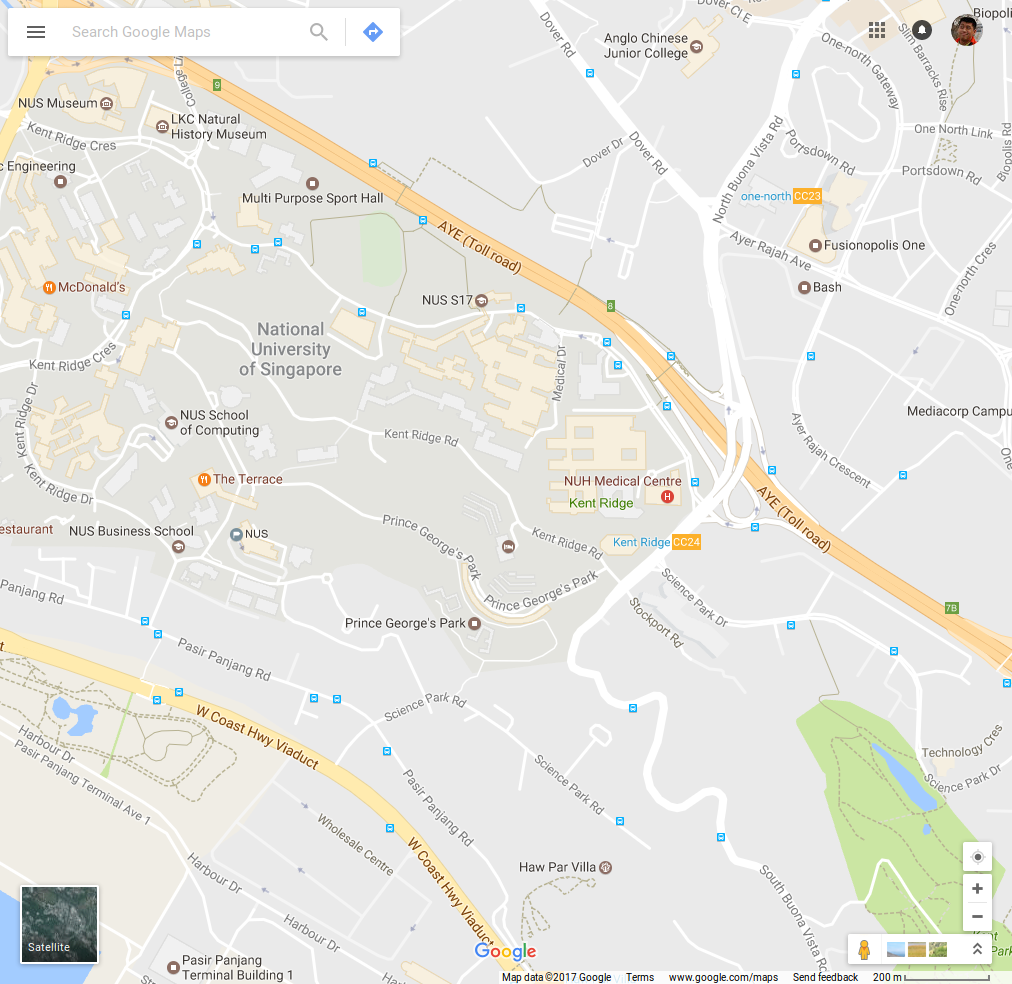 Search Google Maps
Biopolis
Dover Cl E
Dover Rd
Anglo Chinese
Junior College
One-north Gateway
Slim Barracks Rise
College
9
NUS Museum
LKC Natural
History Museum
Kent Ridge Cres
One North Link
Biopolis Rd
Portsdown Rd
Portsdown Rd
Dover Dr
Dover Rd
North Buona Vista Rd
c Engineering
Multi Purpose Sport Hall
one-north CC23
AYE (Toll road)
Ayer Rajah Ave
Fusionopolis One
One-north Cres
McDonald's
NUS S17
8
Bash
National
University
of Singapore
Kent Ridge Cres
Medical Dr
Kent Ridge Dr
NUS School
of Computing
Kent Ridge Rd
Mediacorp Campu
Ayer Rajah Crescent
One-
Kent Ridge Dr
The Terrace
NUH Medical Centre
Kent Ridge
AYE (Toll road)
estaurant
NUS Business School
NUS
Prince George's Park
Kent Ridge Rd
Kent Ridge CC24
Panjang Rd
Prince George's Park
Science Park Dr
Stockport Rd
7B
Prince George's Park
t
Pasir Panjang Rd
Science Park Rd
W Coast Hwy Viaduct
Harbour Dr
Pasir Panjang Terminal Ave 1
Technology Cres
Science Park Dr
Science Park Rd
Pasir Panjang Rd
Wholesale Centre
W Coast Hwy Viaduct
Harbour Dr
Haw Par Villa
South Buona Vista Rd
Harbour Dr
Satellite
Google
Pasir Panjang
Terminal Building 1
Map data ©2017 Google Terms www.google.com/maps Send feedback 200 m